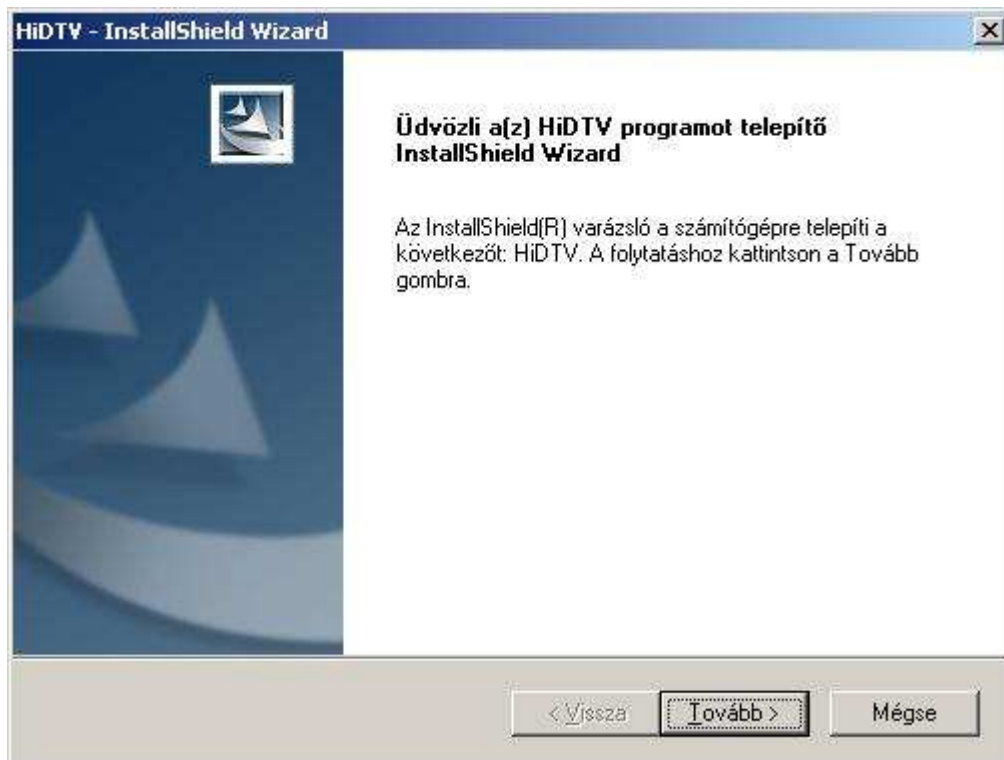 HiDTV - InstallShield Wizard
Üdvözli a(z) HiDTV programot telepítő
InstallShield Wizard
Az InstallShield(R) varázsló a számítógépre telepíti a
következőt: HiDTV. A folytatáshoz kattintson a Tovább
gombra.
< Vissza
Tovább >
Mégse